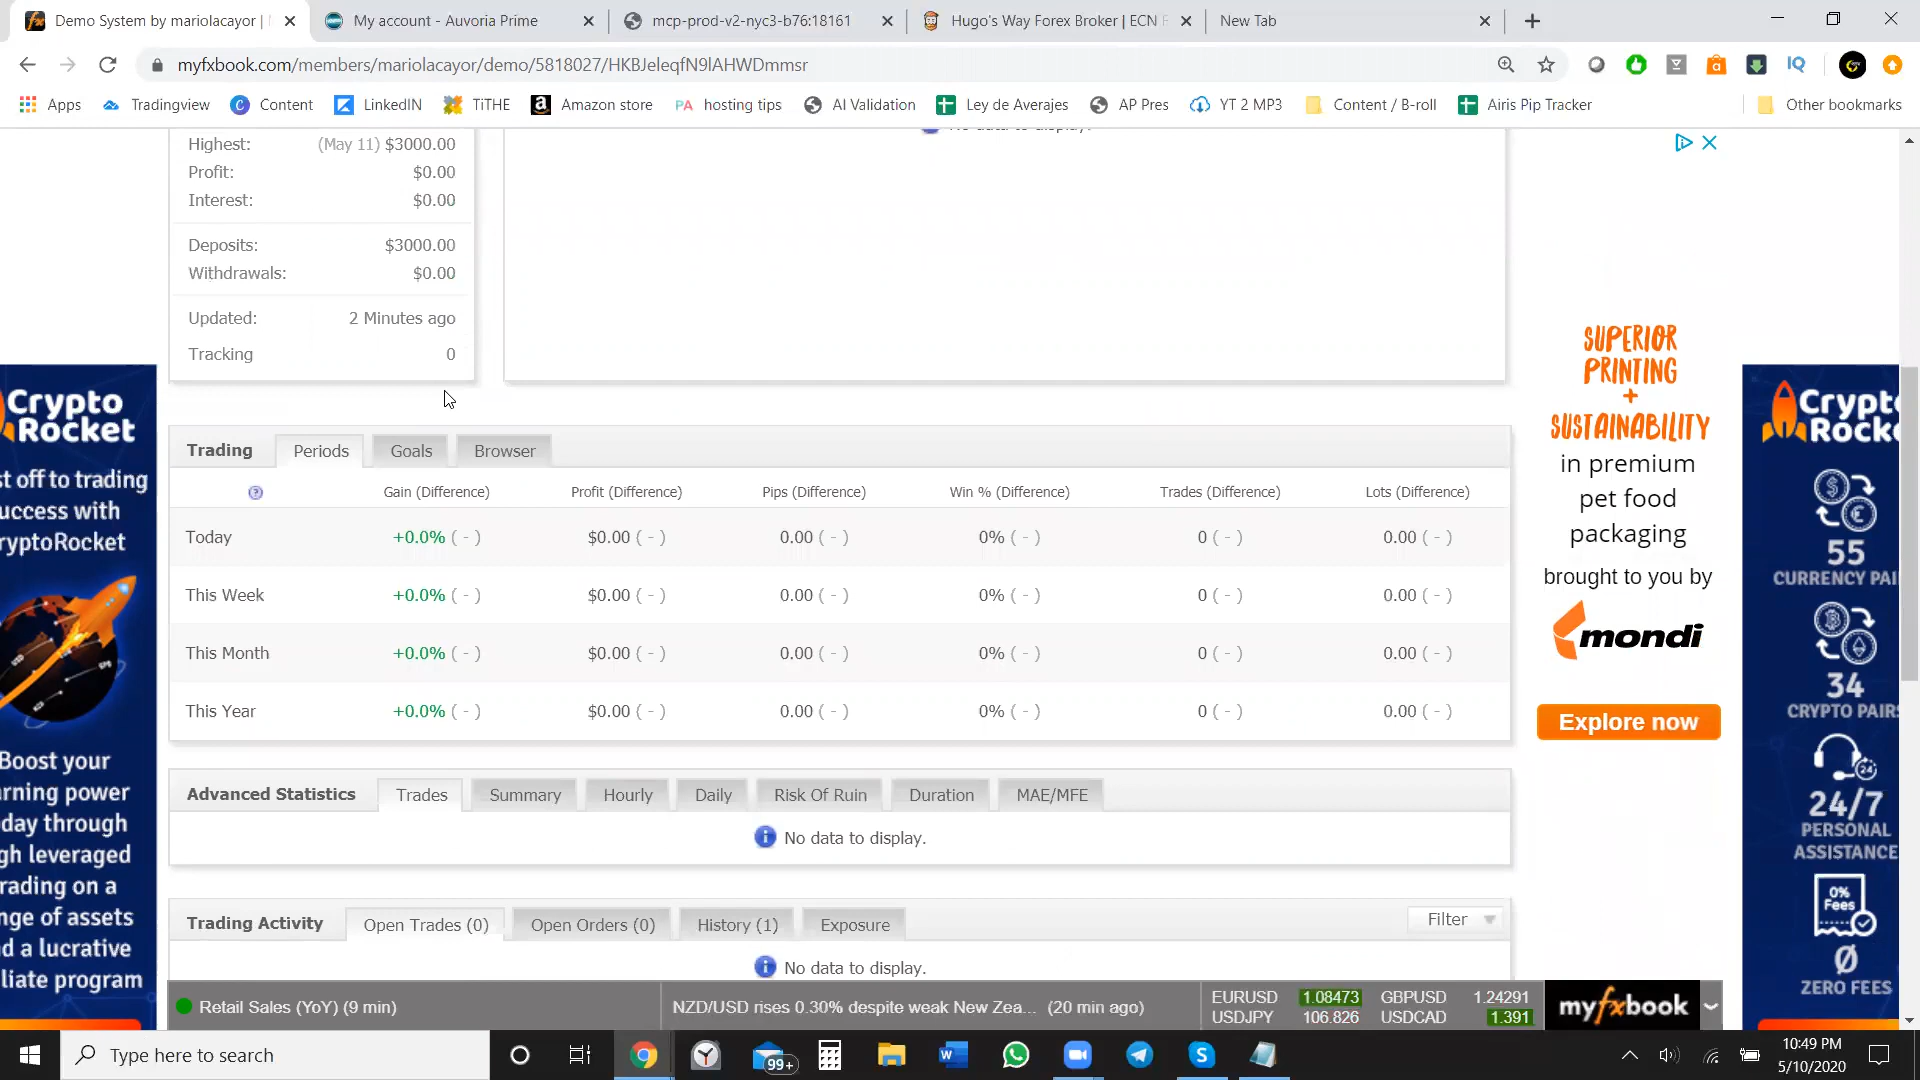 Demo System by mariolacayor |
My account - Auvoria Prime
mcp-prod-v2-nyc3-b76:18161
Hugo's Way Forex Broker | ECN F
New Tab
myfxbook.com/members/mariolacayor/demo/5818027/HKBJeleqfN9lAHWDmmsr
Apps
Tradingview
Content
LinkedIN
TiTHE
Amazon store
PA hosting tips
AI Validation
Ley de Averajes
AP Pres
YT 2 MP3
Content / B-roll
Airis Pip Tracker
Other bookmarks
Highest: (May 11) $3000.00
Profit: $0.00
Interest: $0.00
Deposits: $3000.00
Withdrawals: $0.00
Updated: 2 Minutes ago
Tracking 0
Trading Periods Goals Browser
Gain (Difference) Profit (Difference) Pips (Difference) Win % (Difference) Trades (Difference) Lots (Difference)
Today +0.0% ( - ) $0.00 ( - ) 0.00 ( - ) 0% ( - ) 0 ( - ) 0.00 ( - )
This Week +0.0% ( - ) $0.00 ( - ) 0.00 ( - ) 0% ( - ) 0 ( - ) 0.00 ( - )
This Month +0.0% ( - ) $0.00 ( - ) 0.00 ( - ) 0% ( - ) 0 ( - ) 0.00 ( - )
This Year +0.0% ( - ) $0.00 ( - ) 0.00 ( - ) 0% ( - ) 0 ( - ) 0.00 ( - )
Advanced Statistics Trades Summary Hourly Daily Risk Of Ruin Duration MAE/MFE
No data to display.
Trading Activity Open Trades (0) Open Orders (0) History (1) Exposure Filter
No data to display.
Crypto
Rocket
st off to trading
uccess with
ryptoRocket
Boost your
arning power
day through
gh leveraged
rading on a
nge of assets
d a lucrative
iliate program
SUPERIOR
PRINTING
+
SUSTAINABILITY
in premium
pet food
packaging
brought to you by
mondi
Explore now
Crypto
Rocke
55
CURRENCY PAI
34
CRYPTO PAIRS
24/7
PERSONAL
ASSISTANCE
0%
Fees
Ø
ZERO FEES
Retail Sales (YoY) (9 min)
NZD/USD rises 0.30% despite weak New Zea... (20 min ago)
EURUSD 1.08473 GBPUSD 1.24291
USDJPY 106.826 USDCAD 1.391
myfxbook
Type here to search
99+
10:49 PM
5/10/2020